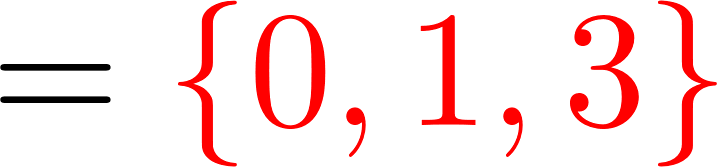 = {0, 1, 3}